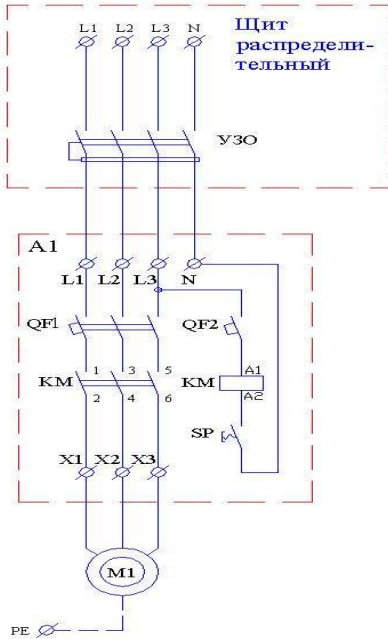 L1 L2 L3 N
Щит
распредели-
тельный
УЗО
A1
L1 L2 L3 N
QF1 QF2
1 3 5
KM KM A1
2 4 6 A2
SP
X1 X2 X3
M1
PE